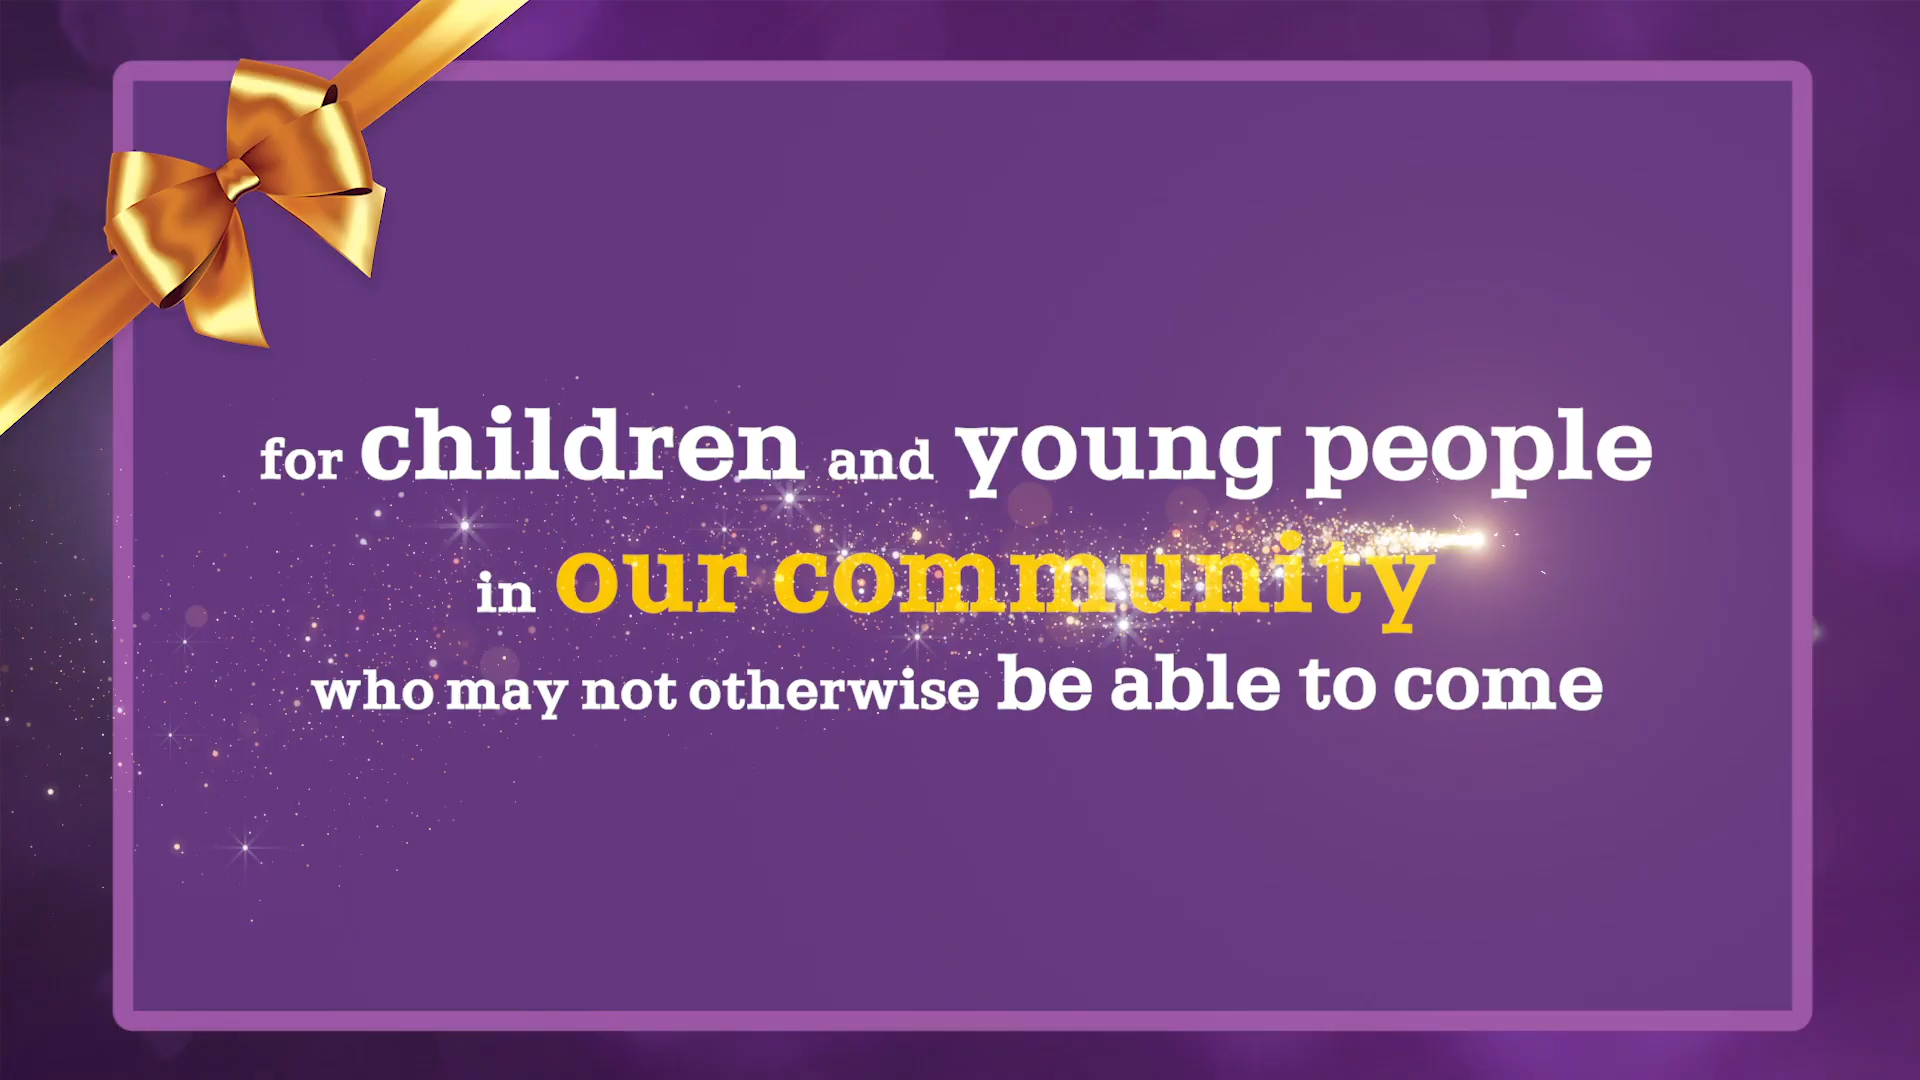 for children and young people
in our community
who may not otherwise be able to come